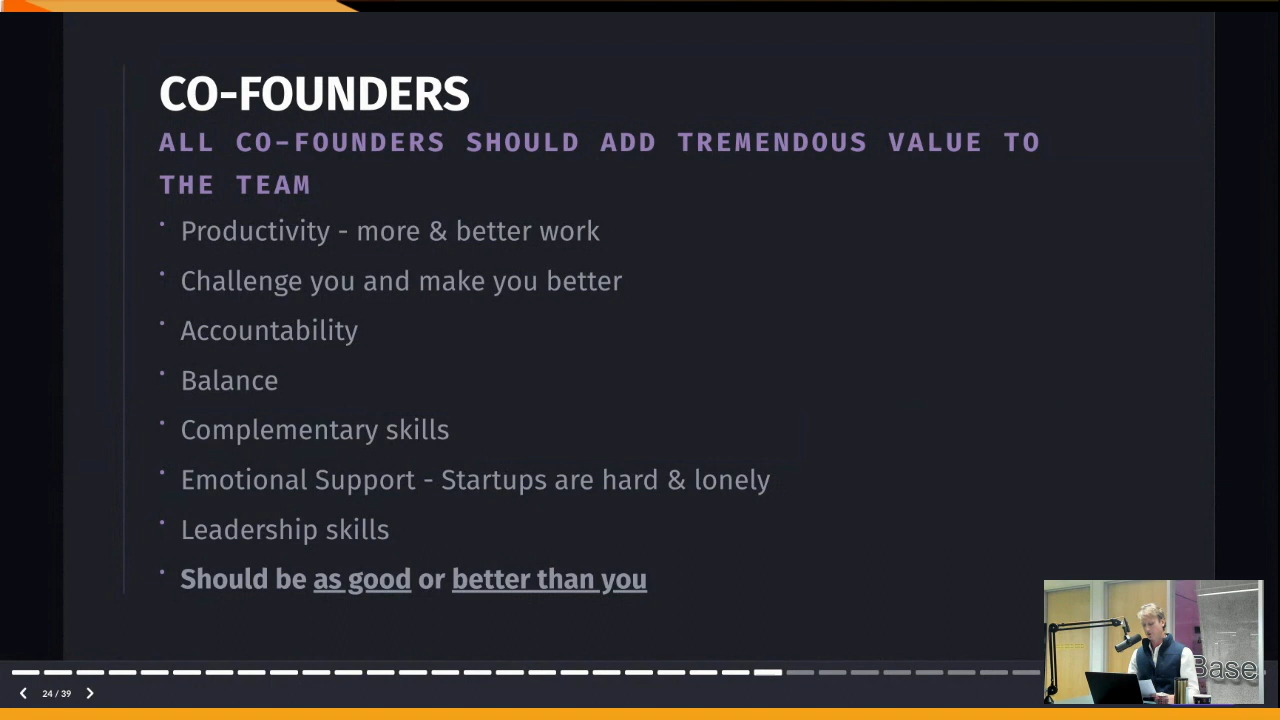 CO-FOUNDERS
ALL CO-FOUNDERS SHOULD ADD TREMENDOUS VALUE TO
THE TEAM
• Productivity - more & better work
• Challenge you and make you better
• Accountability
• Balance
• Complementary skills
• Emotional Support - Startups are hard & lonely
• Leadership skills
• Should be as good or better than you
Base
24 / 39